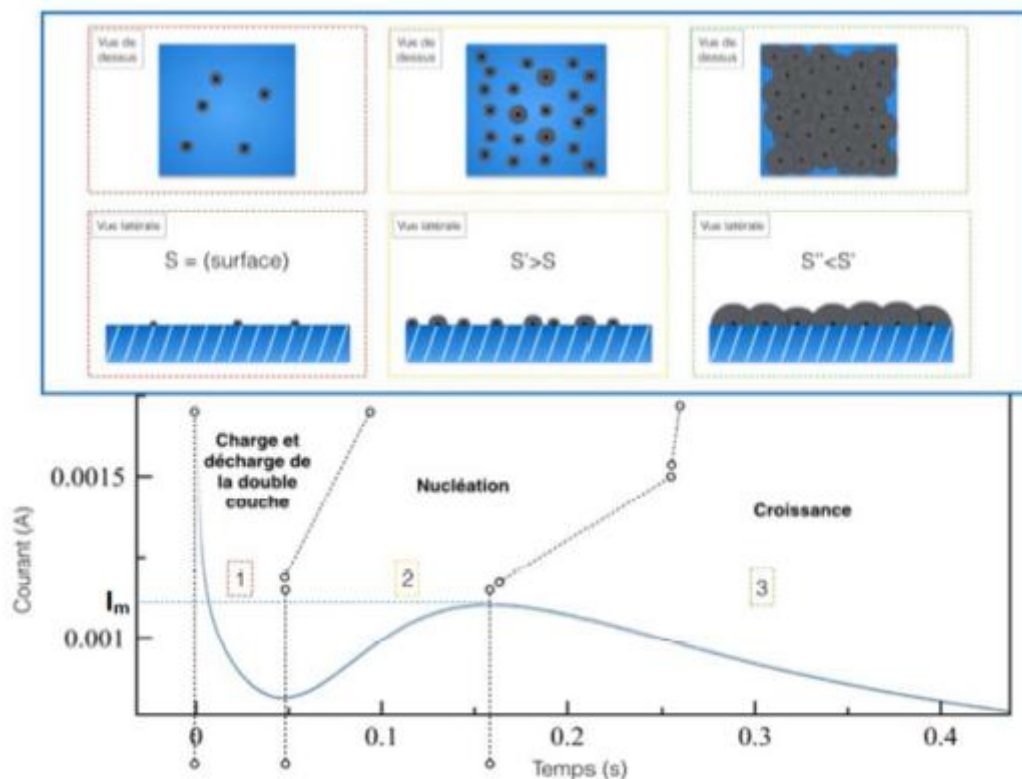 Vue de
dessus
Vue de
dessus
Vue de
dessus
Vue latérale
Vue latérale
Vue latérale
S = (surface)
S'>S
S''<S'
Charge et
décharge de
la double
couche
Nucléation
Croissance
1
2
3
Courant (A)
0.0015
Im
0.001
0
0.1
0.2
0.3
0.4
Temps (s)